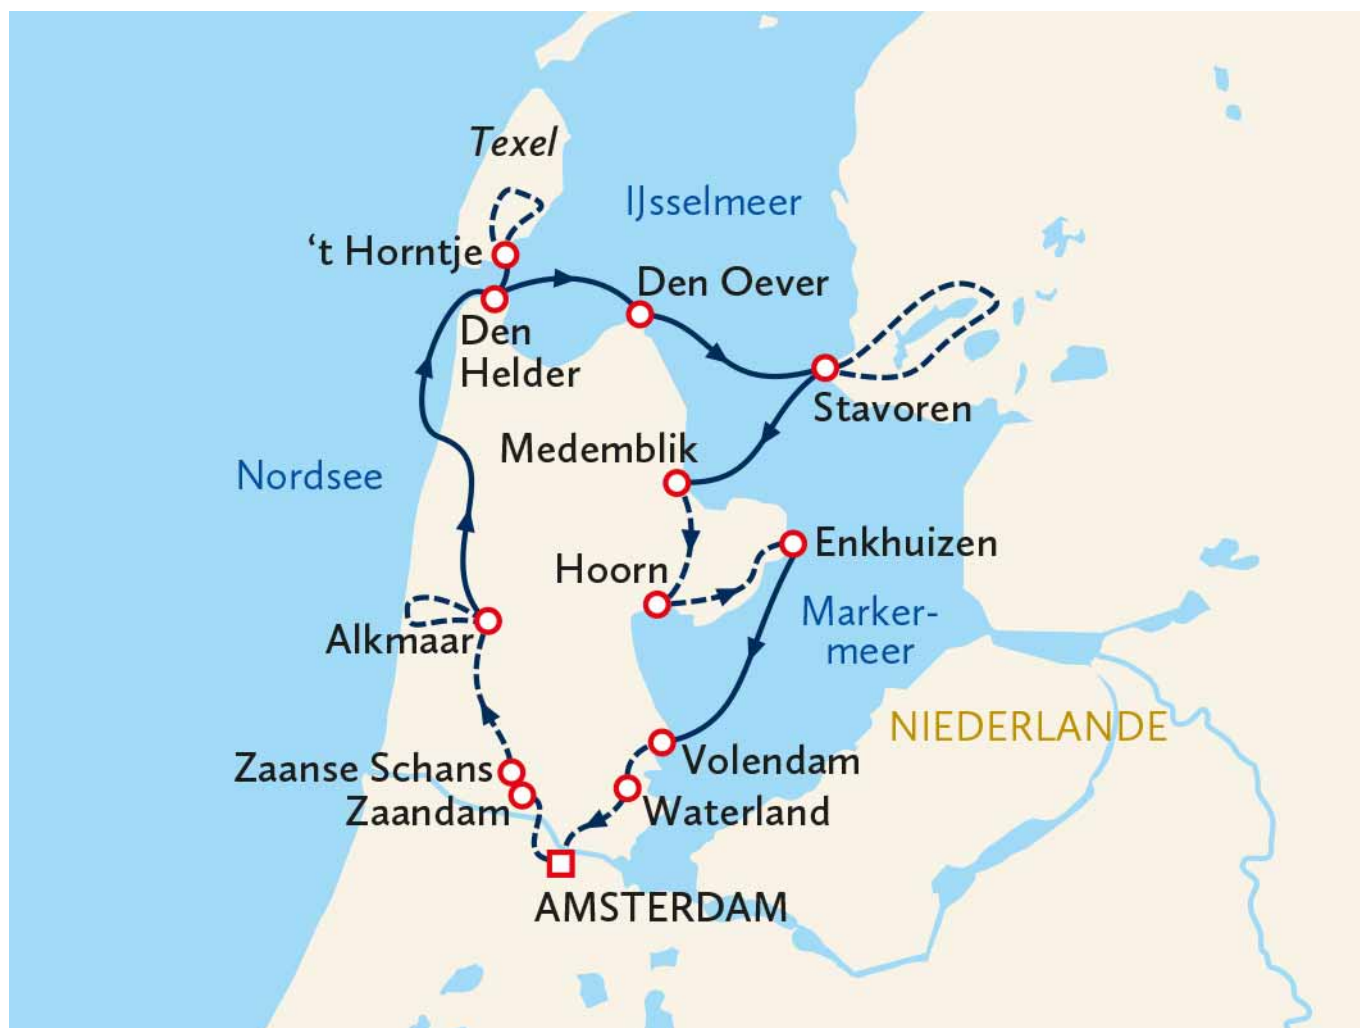 Texel
IJsselmeer
‘t Horntje
Den Oever
Den
Helder
Stavoren
Medemblik
Nordsee
Enkhuizen
Hoorn
Marker-
meer
Alkmaar
NIEDERLANDE
Zaanse Schans
Volendam
Zaandam
Waterland
AMSTERDAM